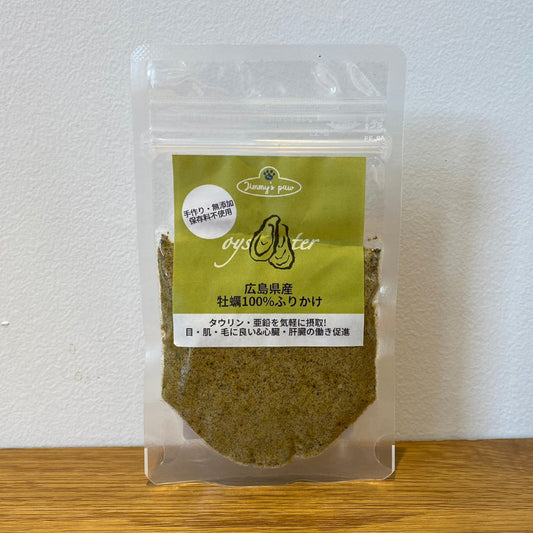 Jimmy's paw
手作り・無添加
保存料不使用
oyster
広島県産
牡蠣100%ふりかけ
タウリン・亜鉛を気軽に摂取!
目・肌・毛に良い&心臓・肝臓の働き促進